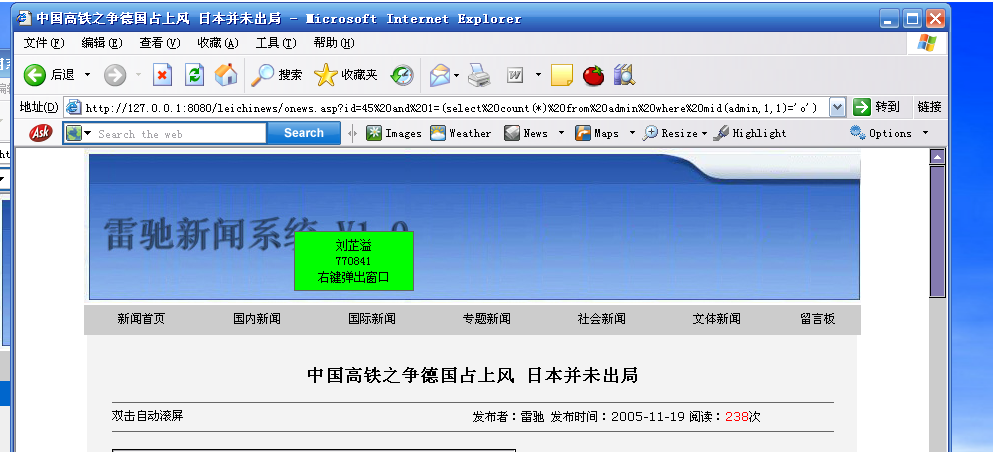 中国高铁之争德国占上风 日本并未出局 - Microsoft Internet Explorer
文件(F) 编辑(E) 查看(V) 收藏(A) 工具(T) 帮助(H)
后退 搜索 收藏夹
地址(D) http://127.0.0.1:8080/leichinews/onews.asp?id=45%20and%201=(select%20count(*)%20from%20admin%20where%20mid(admin,1,1)='o') 转到 链接
Ask Search the web Search Images Weather News Maps Resize Highlight Options
雷驰新闻系统 V1.0
刘芷溢
770841
右键弹出窗口
新闻首页 国内新闻 国际新闻 专题新闻 社会新闻 文体新闻 留言板
中国高铁之争德国占上风 日本并未出局
双击自动滚屏 发布者：雷驰 发布时间：2005-11-19 阅读：238次